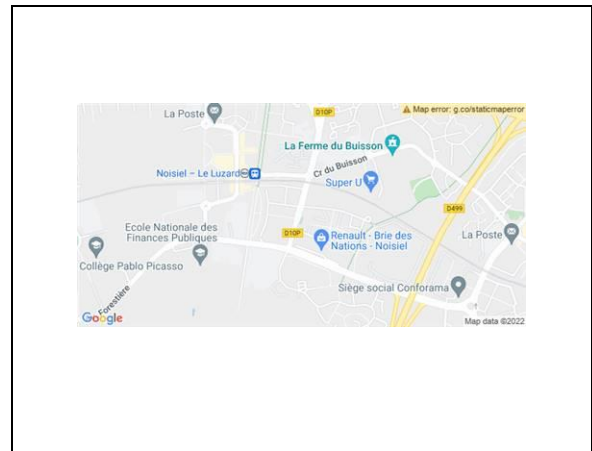 La Poste
D10P
Map error: g.co/staticmaperror
La Ferme du Buisson
Cr du Buisson
Noisiel – Le Luzard
Super U
D499
Ecole Nationale des
Finances Publiques
D10P
Renault - Brie des
Nations - Noisiel
La Poste
Collège Pablo Picasso
Siège social Conforama
Forestière
Google
Map data ©2022